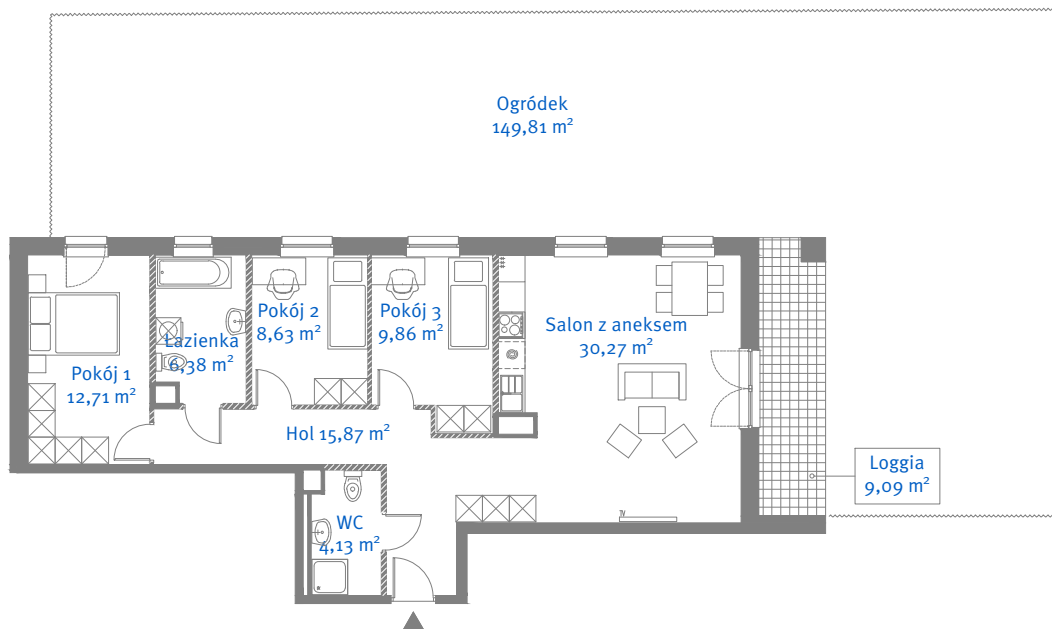 Ogródek
149,81 m²
Pokój 1
12,71 m²
Łazienka
6,38 m²
Pokój 2
8,63 m²
Pokój 3
9,86 m²
Salon z aneksem
30,27 m²
Hol 15,87 m²
WC
4,13 m²
TV
Loggia
9,09 m²